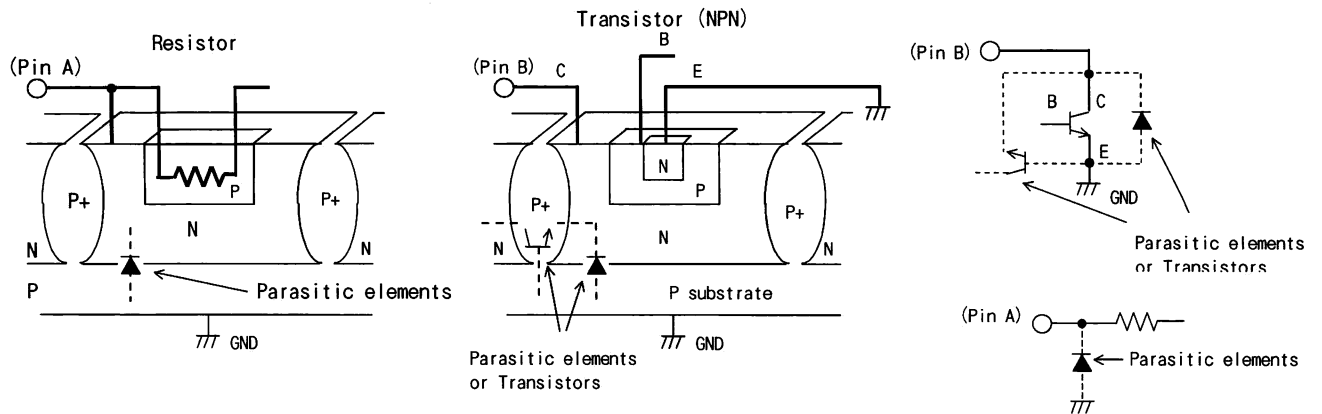 Resistor
(Pin A)
P+
P
P+
N
N
N
P
Parasitic elements
GND
Transistor (NPN)
B
(Pin B)
C
E
N
P+
P
P+
N
N
N
P substrate
GND
Parasitic elements
or Transistors
(Pin B)
B
C
E
GND
Parasitic elements
or Transistors
(Pin A)
Parasitic elements